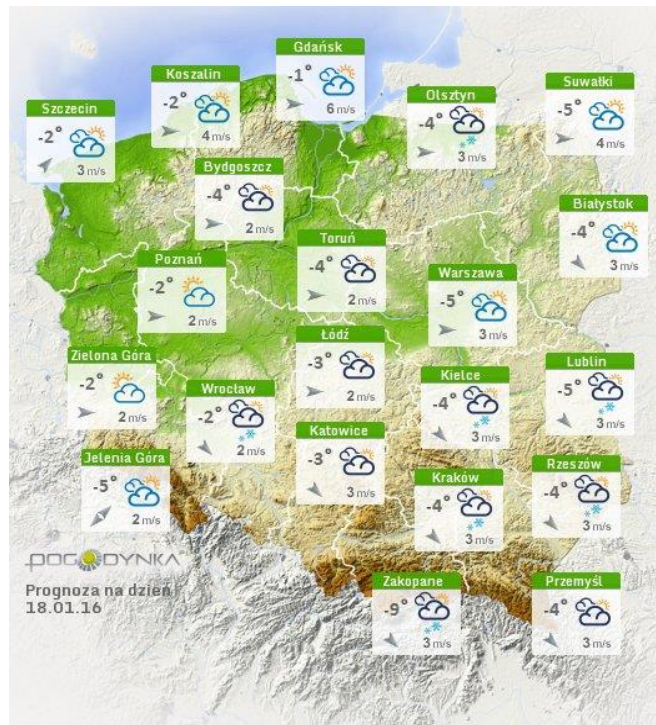 Gdańsk
-1°
6 m/s
Koszalin
-2°
4 m/s
Suwałki
-5°
4 m/s
Olsztyn
-4°
3 m/s
Szczecin
-2°
3 m/s
Bydgoszcz
-4°
2 m/s
Białystok
-4°
3 m/s
Toruń
-4°
2 m/s
Poznań
-2°
2 m/s
Warszawa
-5°
3 m/s
Łódź
-3°
2 m/s
Zielona Góra
-2°
2 m/s
Lublin
-5°
3 m/s
Kielce
-4°
3 m/s
Wrocław
-2°
2 m/s
Katowice
-3°
3 m/s
Jelenia Góra
-5°
2 m/s
Rzeszów
-4°
3 m/s
Kraków
-4°
3 m/s
POGODYNKA
Prognoza na dzień
18.01.16
Zakopane
-9°
3 m/s
Przemyśl
-4°
3 m/s